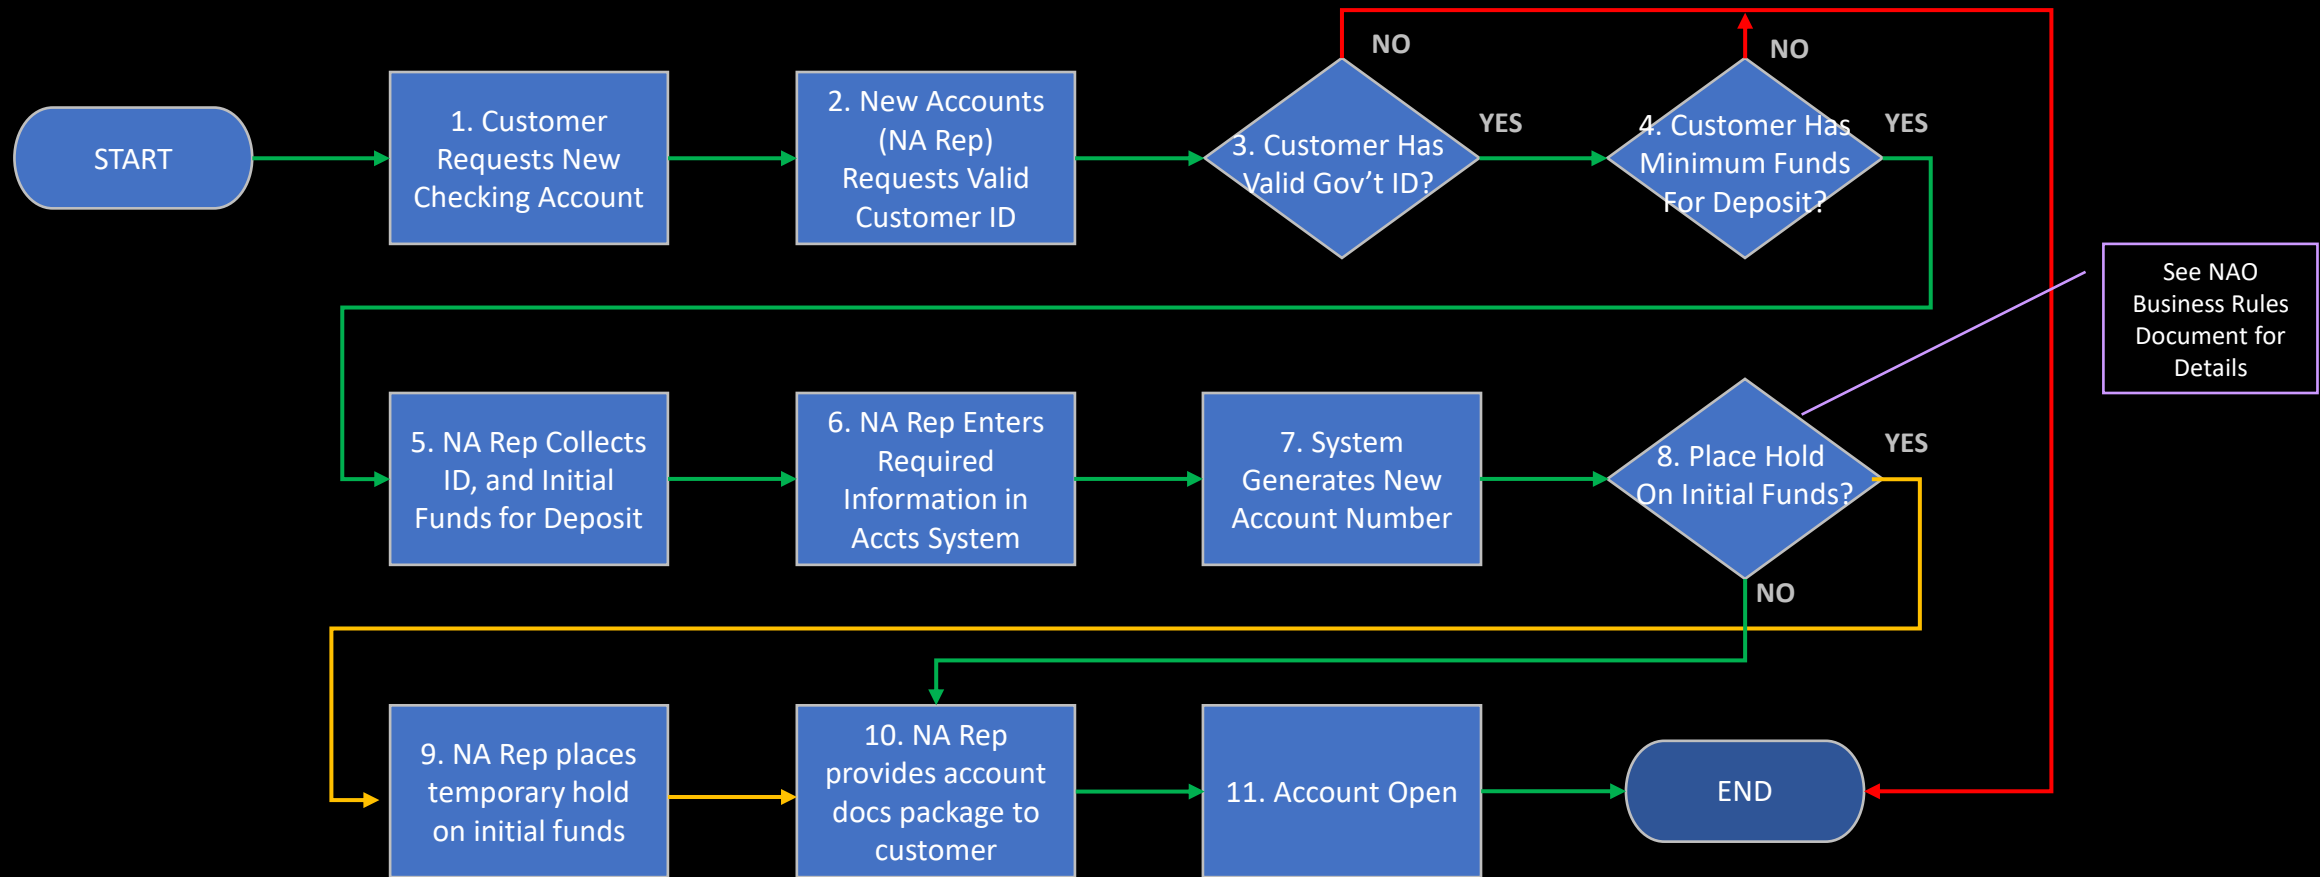 START
1. Customer
Requests New
Checking Account
2. New Accounts
(NA Rep)
Requests Valid
Customer ID
NO
3. Customer Has
Valid Gov’t ID?
YES
NO
4. Customer Has
Minimum Funds
For Deposit?
YES
See NAO
Business Rules
Document for
Details
5. NA Rep Collects
ID, and Initial
Funds for Deposit
6. NA Rep Enters
Required
Information in
Accts System
7. System
Generates New
Account Number
8. Place Hold
On Initial Funds?
YES
NO
9. NA Rep places
temporary hold
on initial funds
10. NA Rep
provides account
docs package to
customer
11. Account Open
END